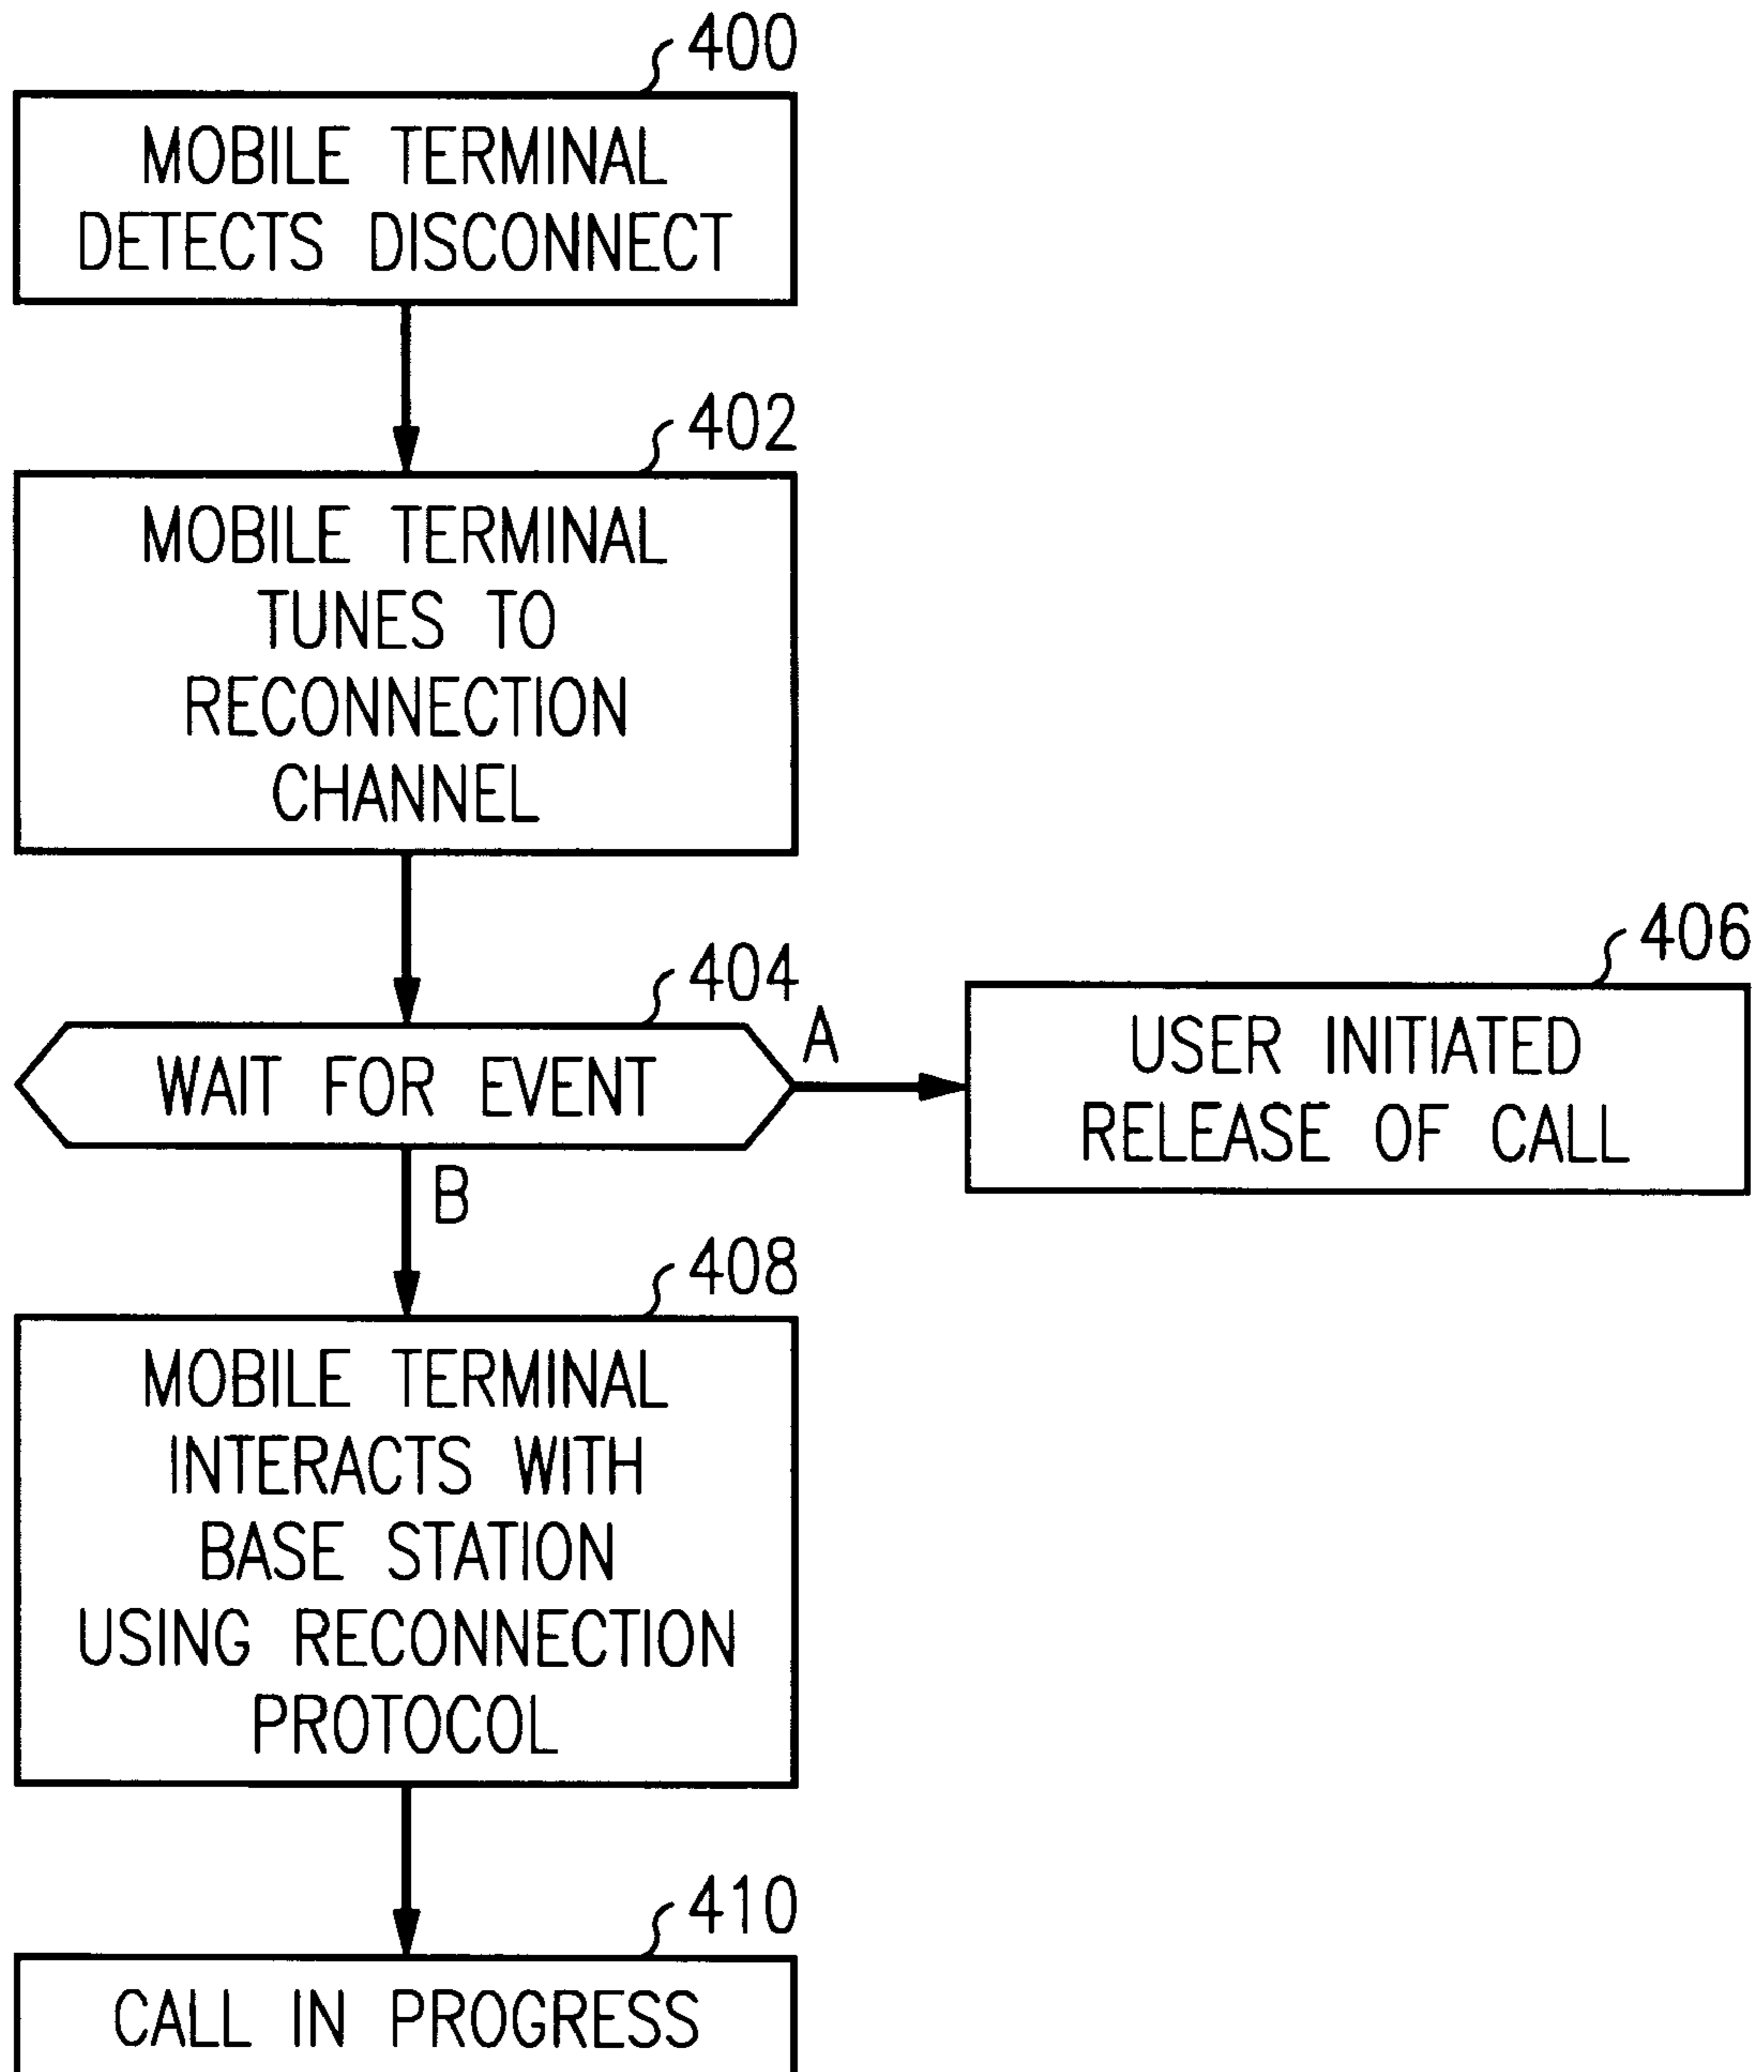 400
MOBILE TERMINAL
DETECTS DISCONNECT
402
MOBILE TERMINAL
TUNES TO
RECONNECTION
CHANNEL
404
WAIT FOR EVENT
A
406
USER INITIATED
RELEASE OF CALL
B
408
MOBILE TERMINAL
INTERACTS WITH
BASE STATION
USING RECONNECTION
PROTOCOL
410
CALL IN PROGRESS